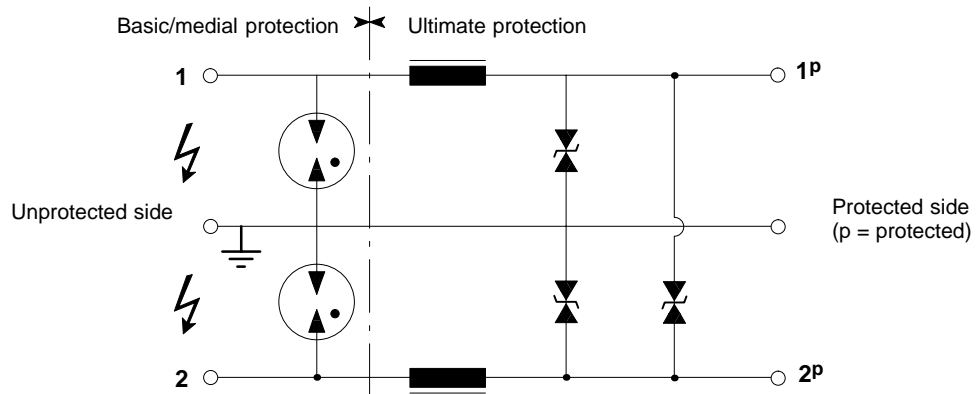 Basic/medial protection Ultimate protection
1 1p
Unprotected side
Protected side
(p = protected)
2 2p